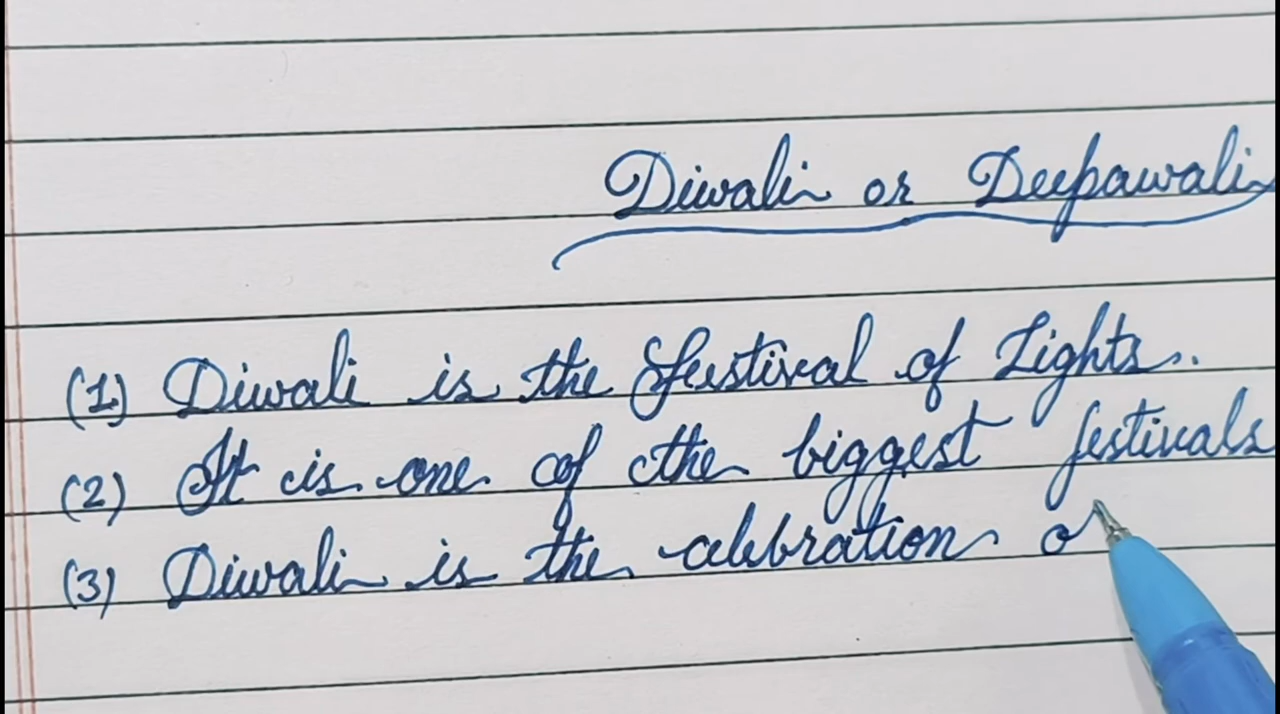 Diwali or Deepawali
(1) Diwali is the festival of Lights..
(2) It is one of the biggest festivals
(3) Diwali is the celebration o